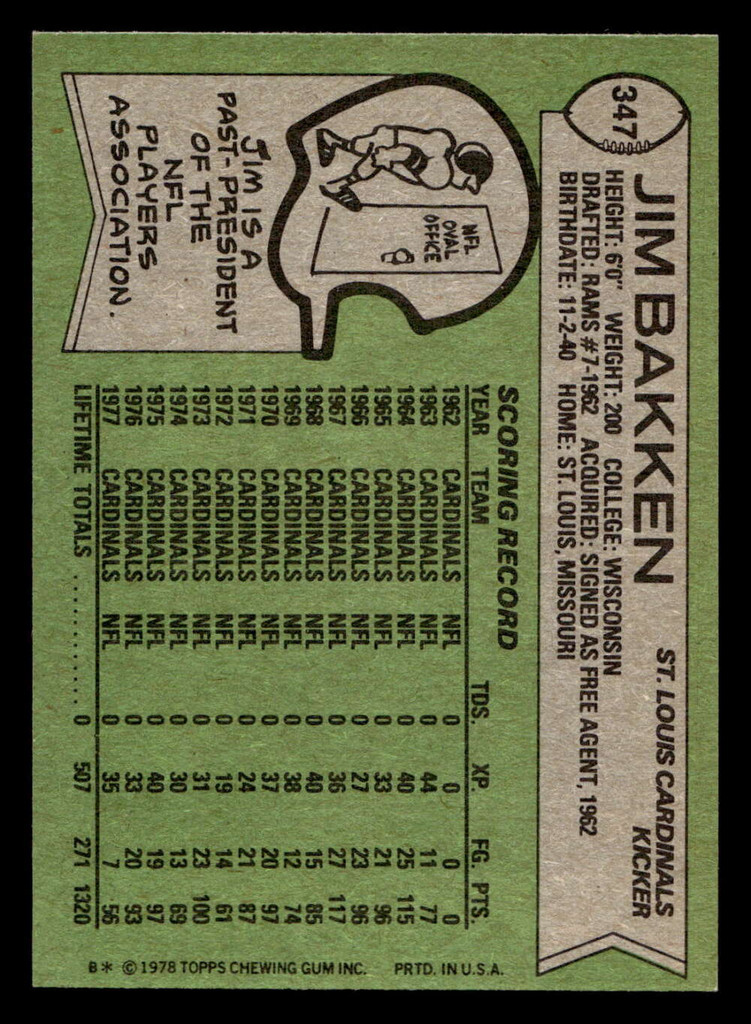 347
JIM BAKKEN
ST. LOUIS CARDINALS
KICKER
HEIGHT: 6'0" WEIGHT: 200 COLLEGE: WISCONSIN
DRAFTED: RAMS #7-1962 ACQUIRED: SIGNED AS FREE AGENT, 1962
BIRTHDATE: 11-2-40 HOME: ST. LOUIS, MISSOURI
NFL
OVAL
OFFICE
JIM IS A
PAST-PRESIDENT
OF THE
NFL
PLAYERS
ASSOCIATION.
SCORING RECORD
YEAR TEAM TDS. XP. FG. PTS.
1962 CARDINALS NFL 0 0 0 0
1963 CARDINALS NFL 0 44 11 77
1964 CARDINALS NFL 0 40 25 115
1965 CARDINALS NFL 0 33 21 96
1966 CARDINALS NFL 0 27 23 96
1967 CARDINALS NFL 0 36 27 117
1968 CARDINALS NFL 0 40 15 85
1969 CARDINALS NFL 0 38 12 74
1970 CARDINALS NFL 0 37 20 97
1971 CARDINALS NFL 0 24 21 87
1972 CARDINALS NFL 0 19 14 61
1973 CARDINALS NFL 0 31 23 100
1974 CARDINALS NFL 0 30 13 69
1975 CARDINALS NFL 0 40 19 97
1976 CARDINALS NFL 0 33 20 93
1977 CARDINALS NFL 0 35 7 56
LIFETIME TOTALS .......... 0 507 271 1320
B* © 1978 TOPPS CHEWING GUM INC. PRTD. IN U.S.A.